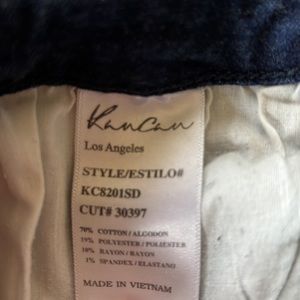 KanCan
Los Angeles
STYLE/ESTILO#
KC8201SD
CUT# 30397
70% COTTON/ALGODON
19% POLYESTER/POLIESTER
10% RAYON/RAYON
1% SPANDEX/ELASTANO
MADE IN VIETNAM